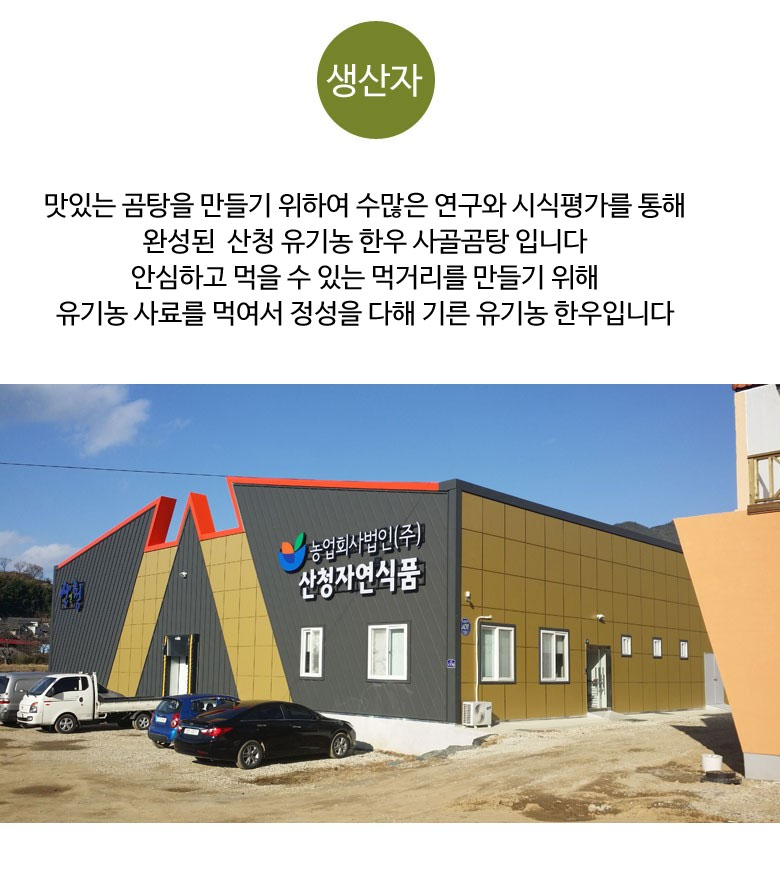 생산자
맛있는 곰탕을 만들기 위하여 수많은 연구와 시식평가를 통해
완성된 산청 유기농 한우 사골곰탕 입니다
안심하고 먹을 수 있는 먹거리를 만들기 위해
유기농 사료를 먹여서 정성을 다해 기른 유기농 한우입니다
농업회사법인(주)
산청자연식품